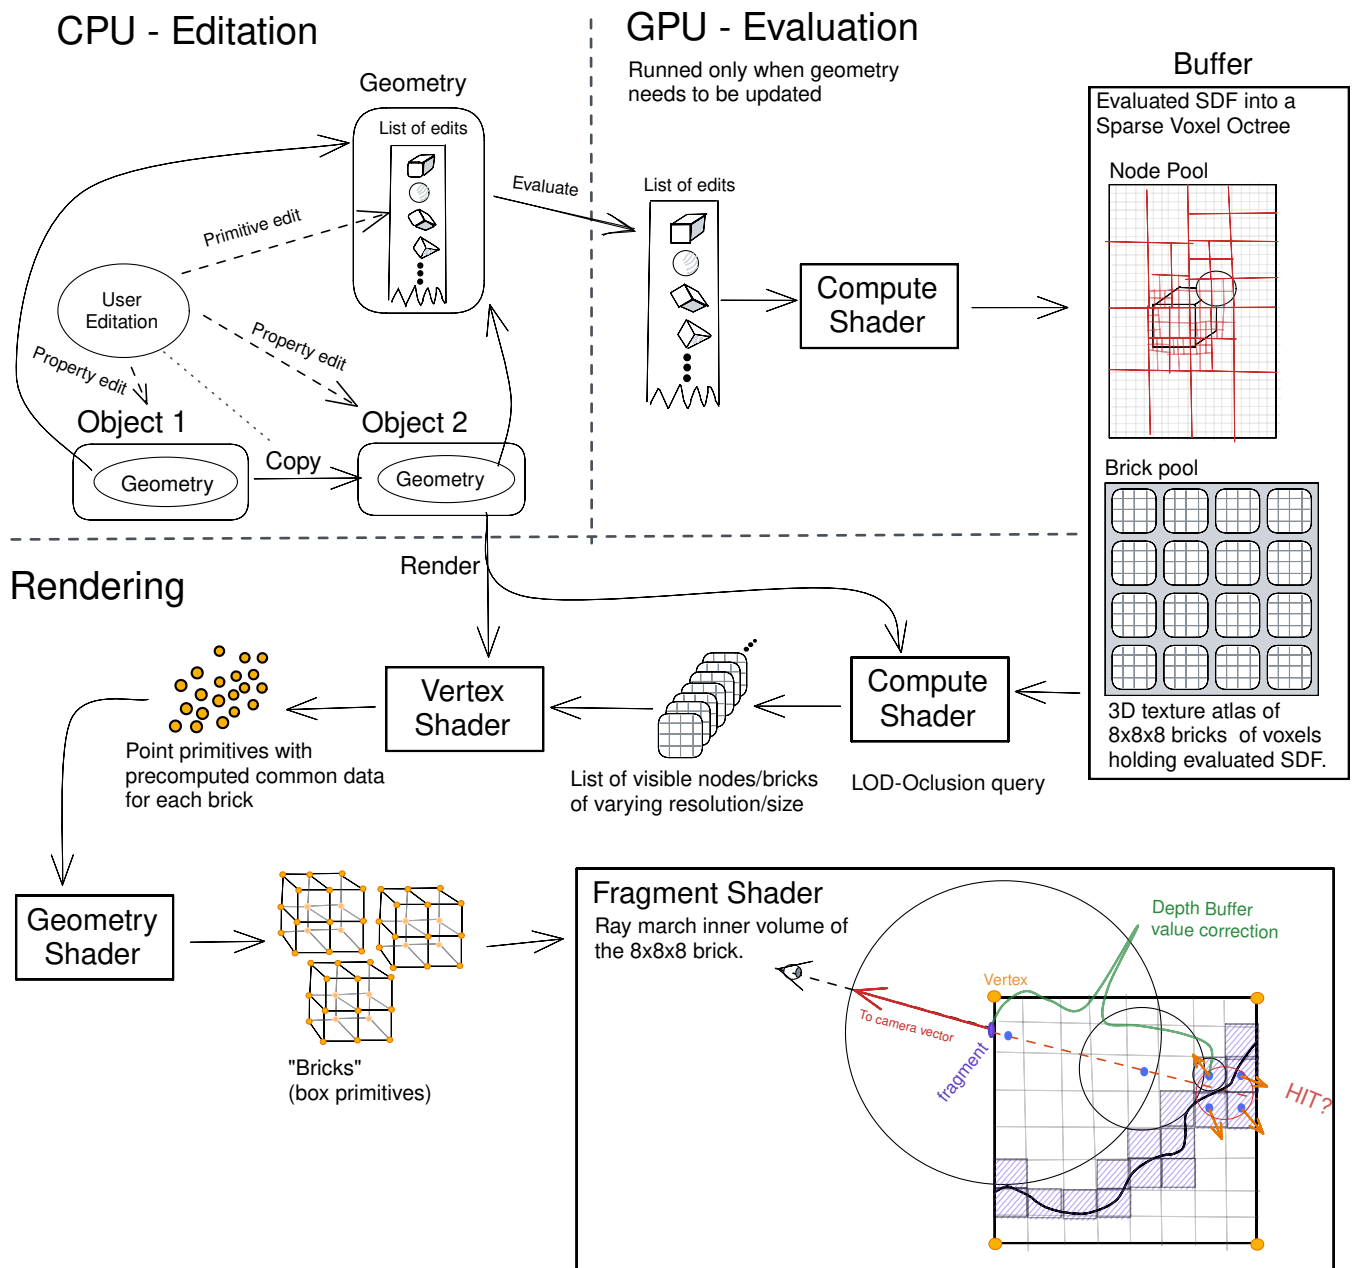 CPU - Editation
Geometry
List of edits
Primitive edit
User
Editation
Property edit
Property edit
Object 1
Geometry
Copy
Object 2
Geometry
Evaluate
GPU - Evaluation
Runned only when geometry
needs to be updated
List of edits
Compute
Shader
Buffer
Evaluated SDF into a
Sparse Voxel Octree
Node Pool
Brick pool
3D texture atlas of
8x8x8 bricks of voxels
holding evaluated SDF.
Rendering
Render
Compute
Shader
LOD-Oclusion query
List of visible nodes/bricks
of varying resolution/size
Vertex
Shader
Point primitives with
precomputed common data
for each brick
Geometry
Shader
"Bricks"
(box primitives)
Fragment Shader
Ray march inner volume of
the 8x8x8 brick.
Depth Buffer
value correction
Vertex
To camera vector
fragment
HIT?